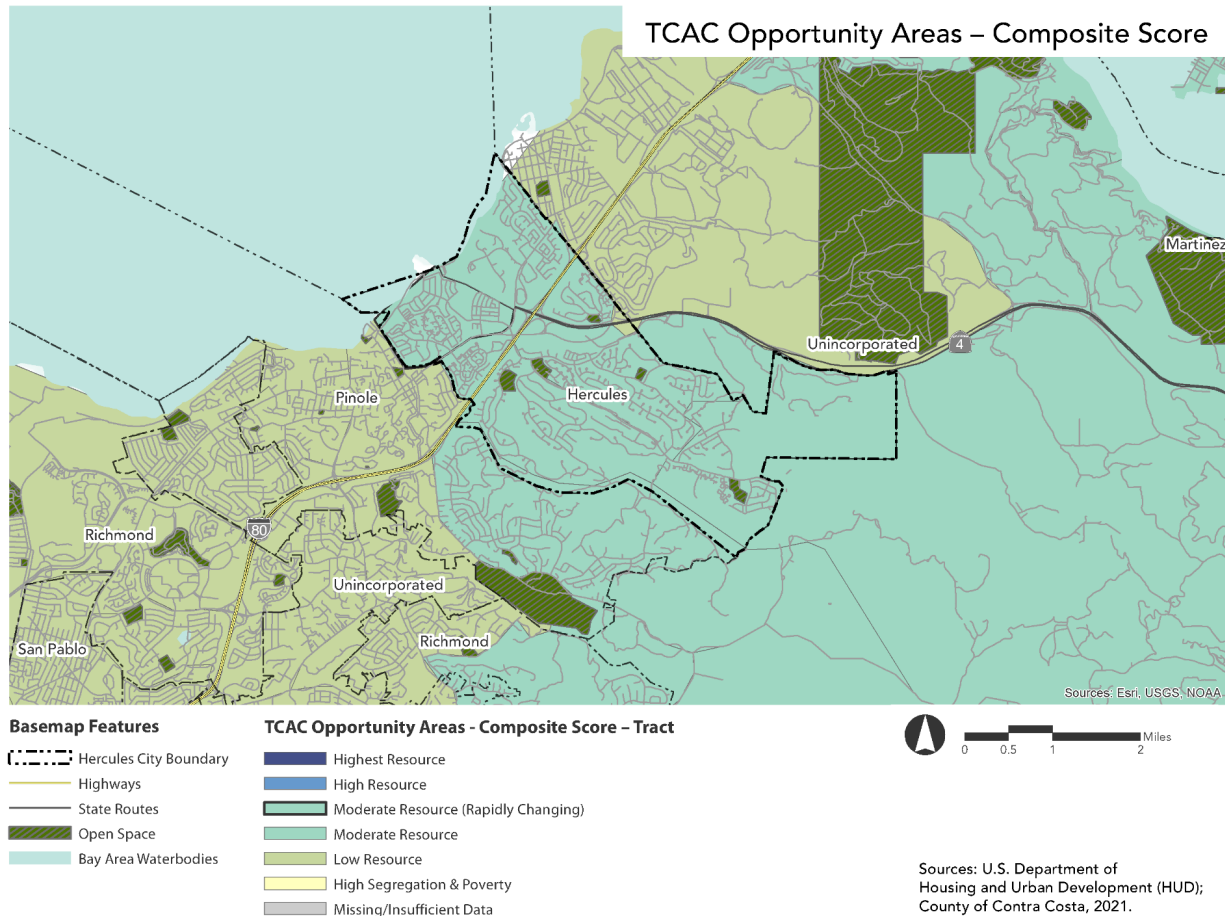 TCAC Opportunity Areas – Composite Score
Martinez
Unincorporated
4
Hercules
Pinole
Richmond
80
Unincorporated
Richmond
San Pablo
Sources: Esri, USGS, NOAA
Basemap Features
Hercules City Boundary
Highways
State Routes
Open Space
Bay Area Waterbodies
TCAC Opportunity Areas - Composite Score – Tract
Highest Resource
High Resource
Moderate Resource (Rapidly Changing)
Moderate Resource
Low Resource
High Segregation & Poverty
Missing/Insufficient Data
Miles
0 0.5 1 2
Sources: U.S. Department of
Housing and Urban Development (HUD);
County of Contra Costa, 2021.